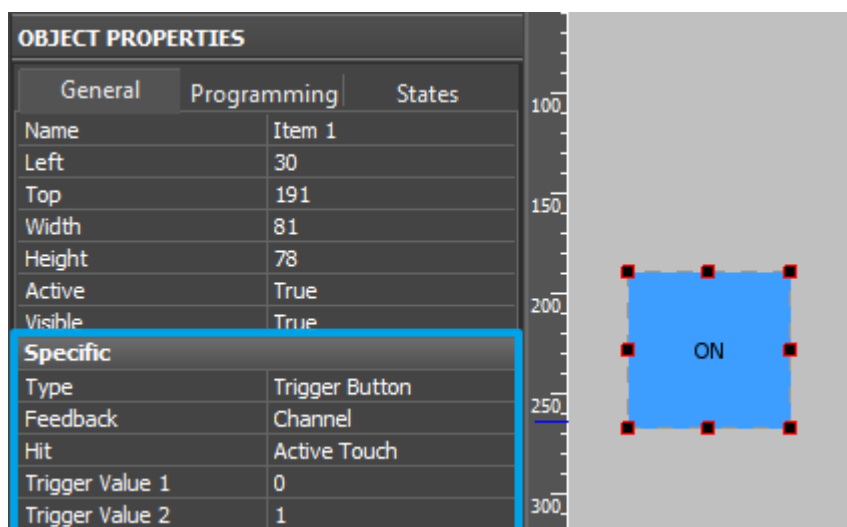 OBJECT PROPERTIES
General Programming States
Name Item 1
Left 30
Top 191
Width 81
Height 78
Active True
Visible True
Specific
Type Trigger Button
Feedback Channel
Hit Active Touch
Trigger Value 1 0
Trigger Value 2 1
100
150
200
250
300
ON